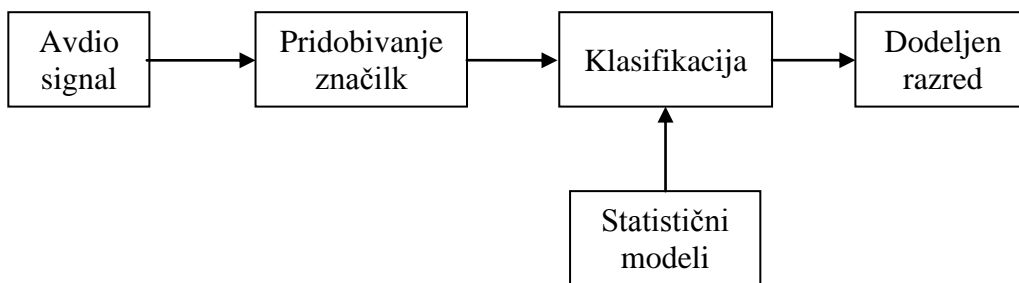 Avdio
signal
Pridobivanje
značilk
Klasifikacija
Dodeljen
razred
Statistični
modeli